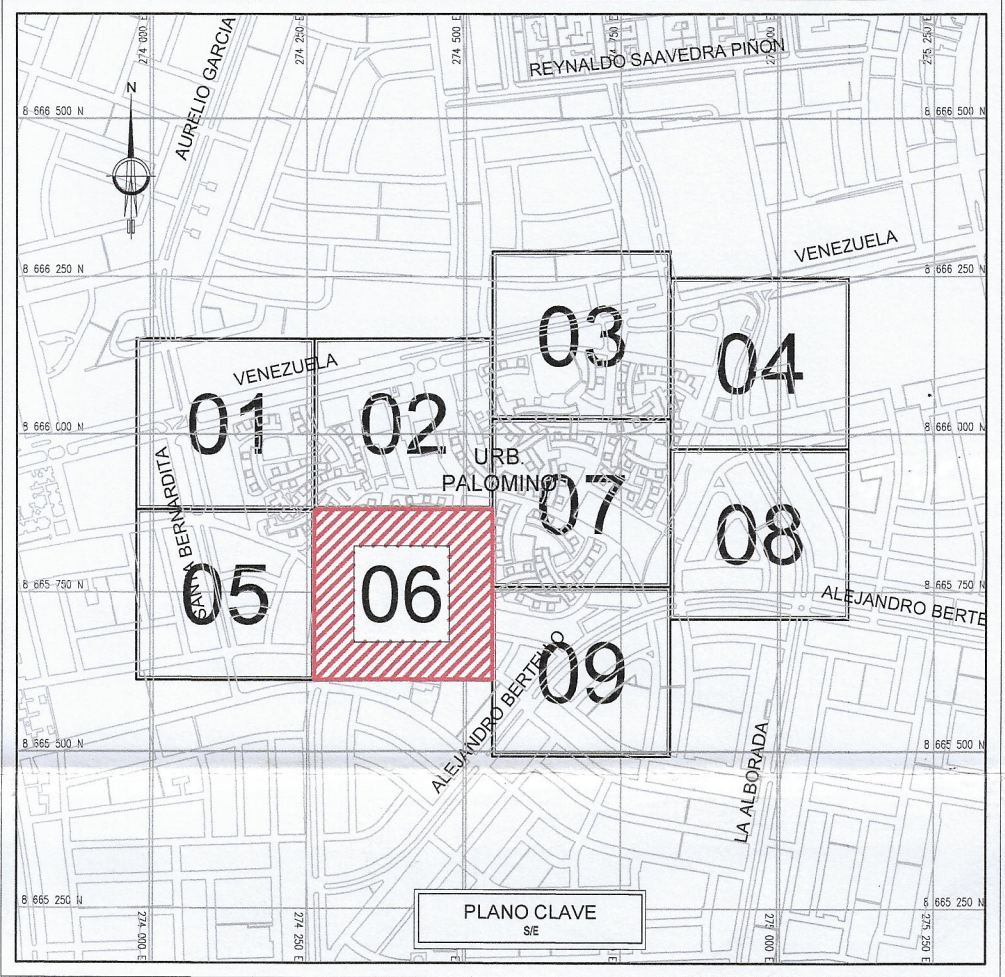 274 000 E
274 250 E
274 500 E
274 750 E
275 000 E
275 250 E
AURELIO GARCIA
REYNALDO SAAVEDRA PIÑON
8 666 500 N
8 666 500 N
N
VENEZUELA
8 666 250 N
8 666 250 N
03
04
VENEZUELA
01
02
8 666 000 N
8 666 000 N
URB.
PALOMINO
SANTA BERNARDITA
07
08
05
06
8 665 750 N
8 665 750 N
ALEJANDRO BERTE
09
ALEJANDRO BERTELLO
LA ALBORADA
8 665 500 N
8 665 500 N
8 665 250 N
8 665 250 N
PLANO CLAVE
S/E
274 000 E
274 250 E
275 000 E
275 250 E